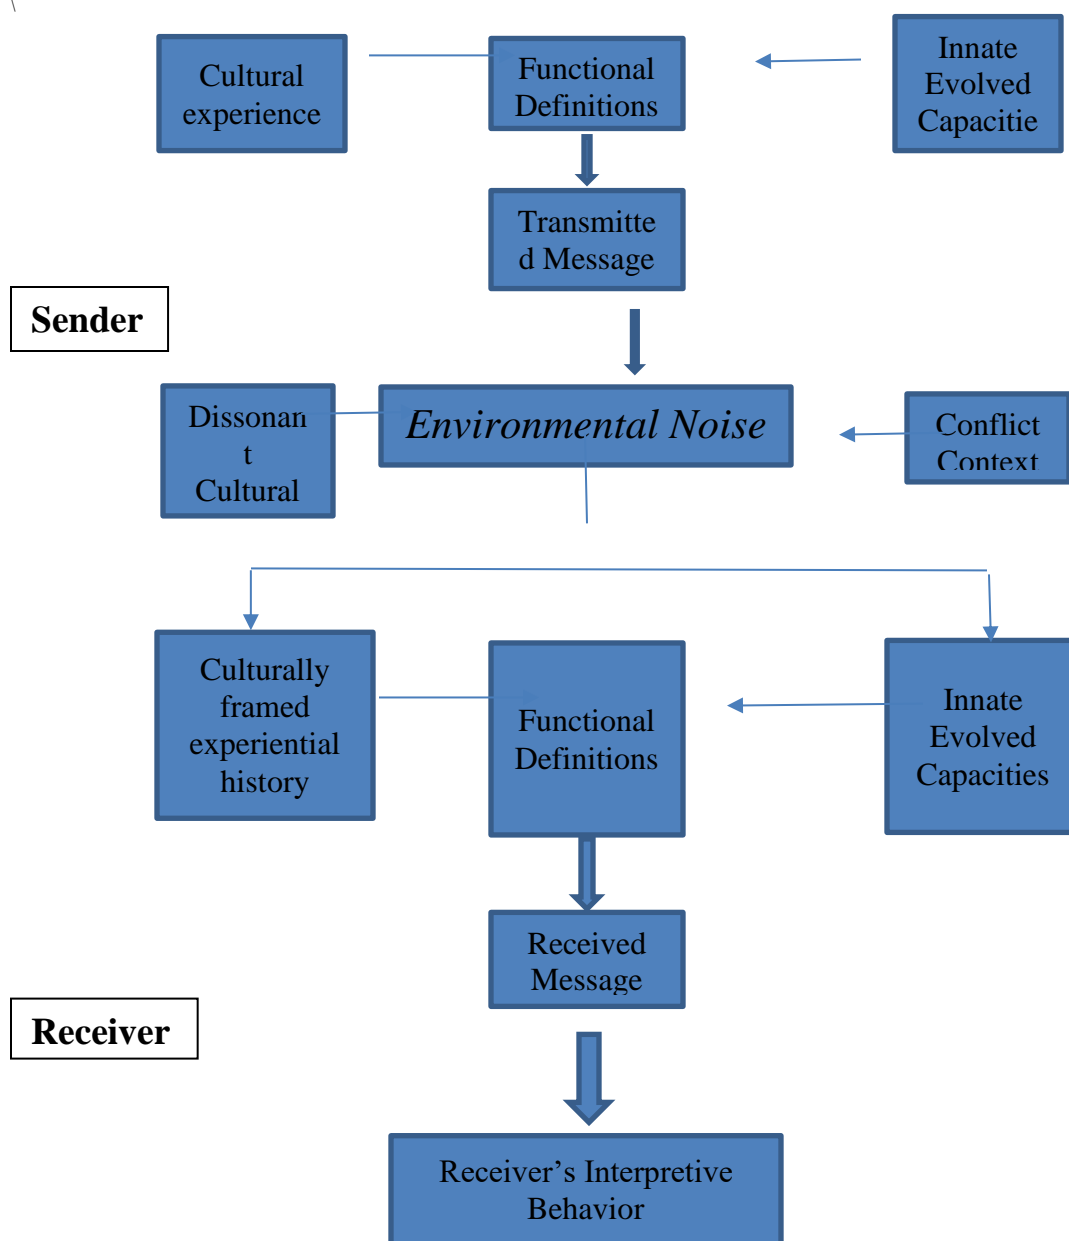 Cultural
experience
Functional
Definitions
Innate
Evolved
Capacitie
Transmitte
d Message
Sender
Dissonan
t
Cultural
Environmental Noise
Conflict
Context
Culturally
framed
experiential
history
Functional
Definitions
Innate
Evolved
Capacities
Received
Message
Receiver
Receiver’s Interpretive
Behavior